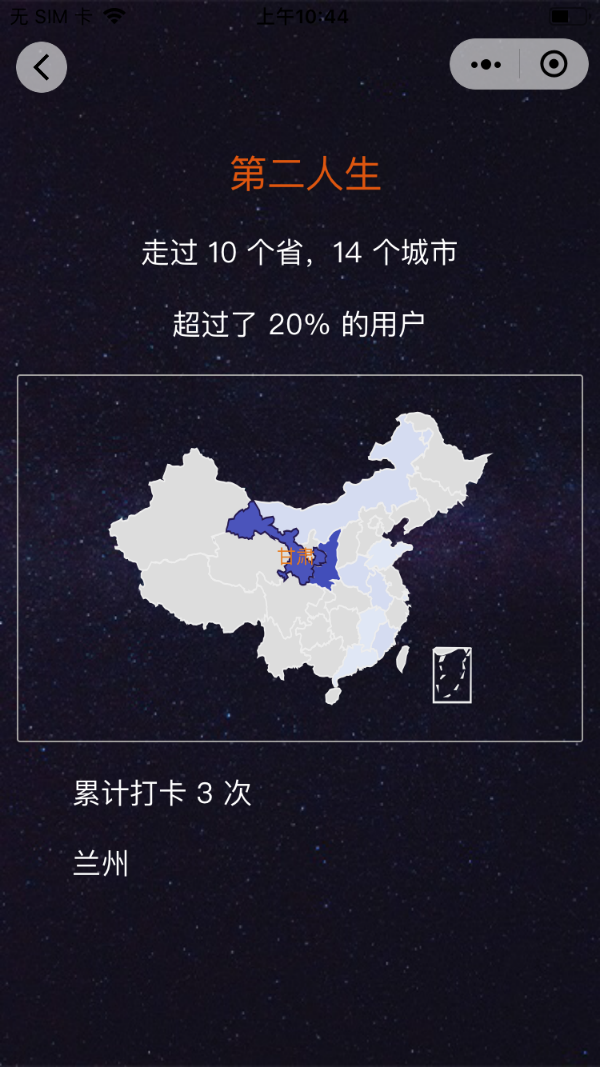 无 SIM 卡 上午10:44
第二人生
走过 10 个省，14 个城市
超过了 20% 的用户
甘肃
累计打卡 3 次
兰州